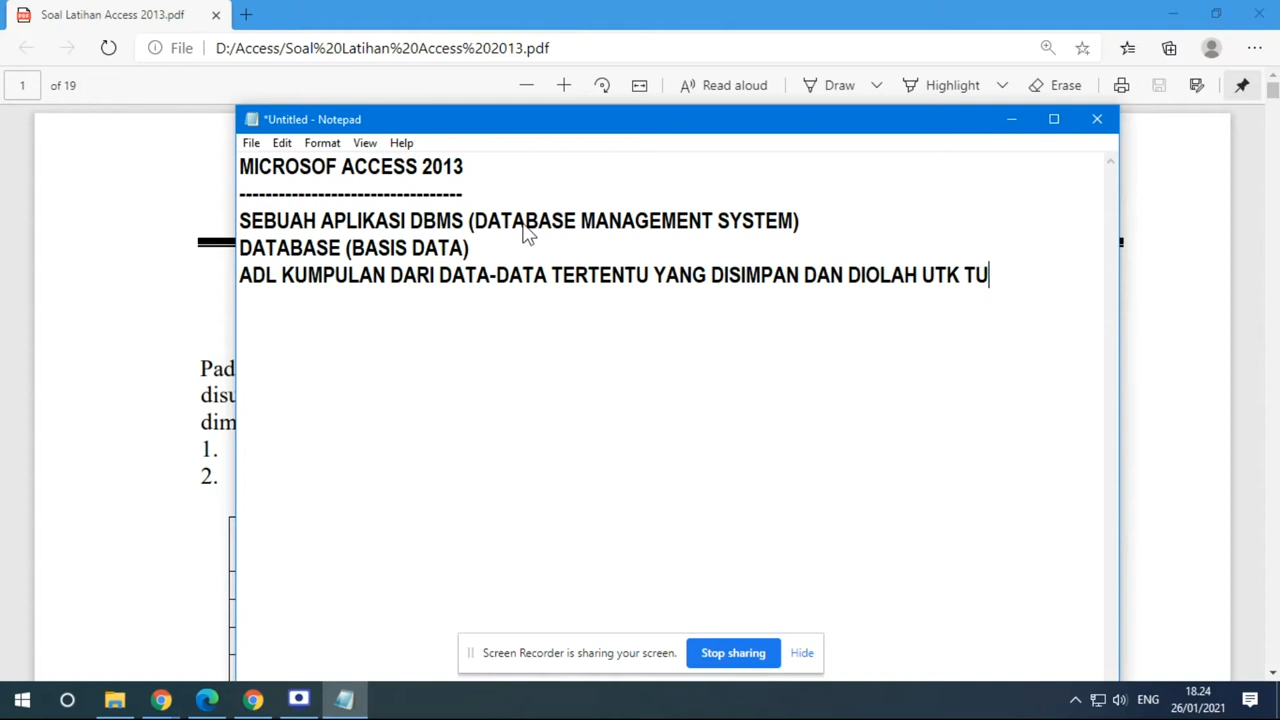 Soal Latihan Access 2013.pdf
File D:/Access/Soal%20Latihan%20Access%202013.pdf
1 of 19 Read aloud Draw Highlight Erase
*Untitled - Notepad
File Edit Format View Help
MICROSOF ACCESS 2013
----------------------------------
SEBUAH APLIKASI DBMS (DATABASE MANAGEMENT SYSTEM)
DATABASE (BASIS DATA)
ADL KUMPULAN DARI DATA-DATA TERTENTU YANG DISIMPAN DAN DIOLAH UTK TU
Pad
disu
dim
1.
2.
Screen Recorder is sharing your screen. Stop sharing Hide
ENG 18.24
26/01/2021